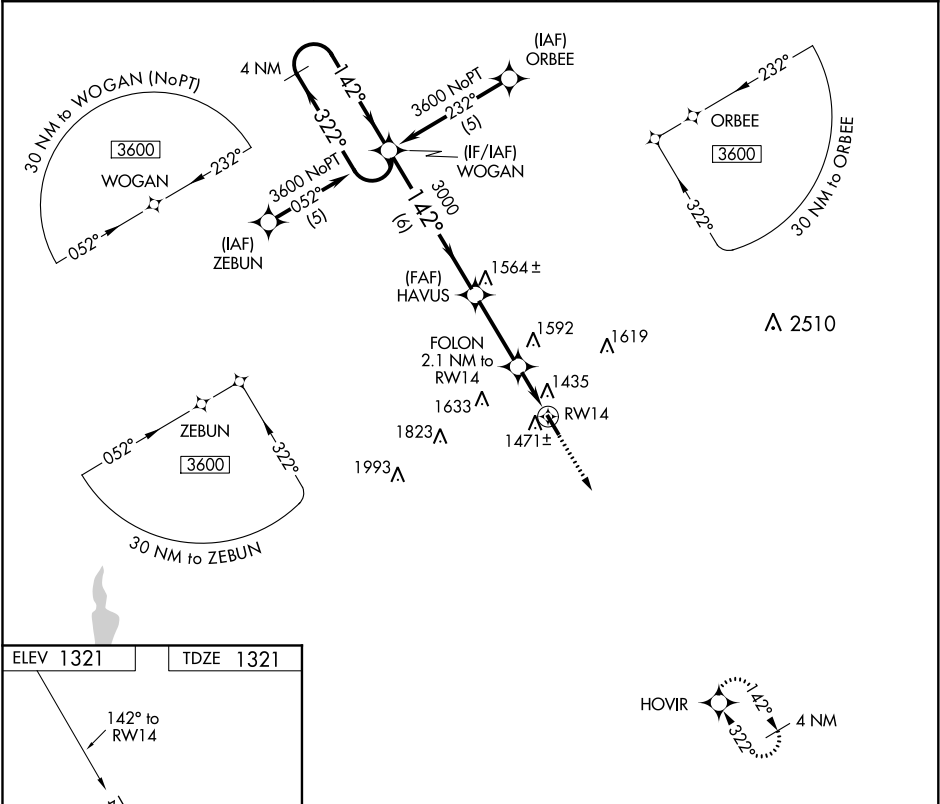 30 NM to WOGAN (NoPT)
3600
WOGAN
232°
052°
4 NM
142°
322°
(IAF)
ORBEE
3600 NoPT
232°
(5)
(IF/IAF)
WOGAN
3600 NoPT
052°
(5)
(IAF)
ZEBUN
3000
142°
(6)
232°
ORBEE
3600
322°
30 NM to ORBEE
(FAF)
HAVUS
1564±
FOLON
2.1 NM to
RW14
1592
1619
2510
1435
1633
RW14
1471±
1823
1993
052°
ZEBUN
3600
322°
30 NM to ZEBUN
ELEV 1321
TDZE 1321
142° to
RW14
HOVIR
142°
322°
4 NM